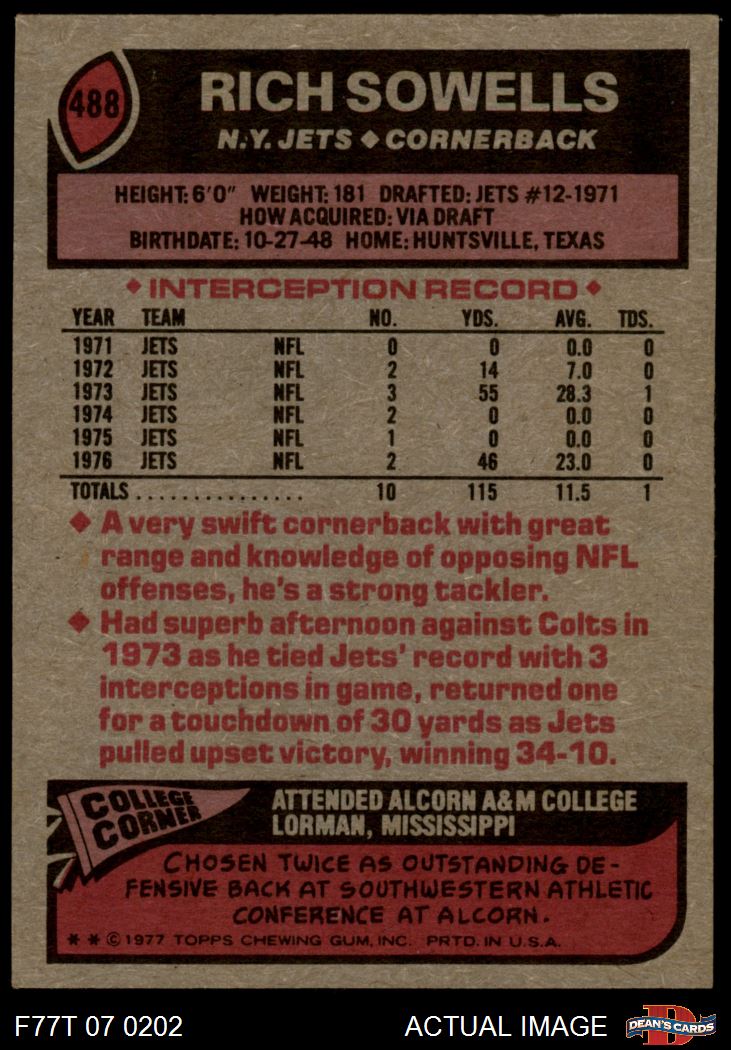 488
RICH SOWELLS
N.Y. JETS ◆ CORNERBACK
HEIGHT: 6'0" WEIGHT: 181 DRAFTED: JETS #12-1971
HOW ACQUIRED: VIA DRAFT
BIRTHDATE: 10-27-48 HOME: HUNTSVILLE, TEXAS
◆ INTERCEPTION RECORD ◆
YEAR TEAM NO. YDS. AVG. TDS.
1971 JETS NFL 0 0 0.0 0
1972 JETS NFL 2 14 7.0 0
1973 JETS NFL 3 55 28.3 1
1974 JETS NFL 2 0 0.0 0
1975 JETS NFL 1 0 0.0 0
1976 JETS NFL 2 46 23.0 0
TOTALS ............... 10 115 11.5 1
◆ A very swift cornerback with great
range and knowledge of opposing NFL
offenses, he's a strong tackler.
◆ Had superb afternoon against Colts in
1973 as he tied Jets' record with 3
interceptions in game, returned one
for a touchdown of 30 yards as Jets
pulled upset victory, winning 34-10.
COLLEGE
CORNER
ATTENDED ALCORN A&M COLLEGE
LORMAN, MISSISSIPPI
CHOSEN TWICE AS OUTSTANDING DE-
FENSIVE BACK AT SOUTHWESTERN ATHLETIC
CONFERENCE AT ALCORN.
* * © 1977 TOPPS CHEWING GUM, INC. PRTD. IN U.S.A.
F77T 07 0202 ACTUAL IMAGE
D
DEAN'S CARDS